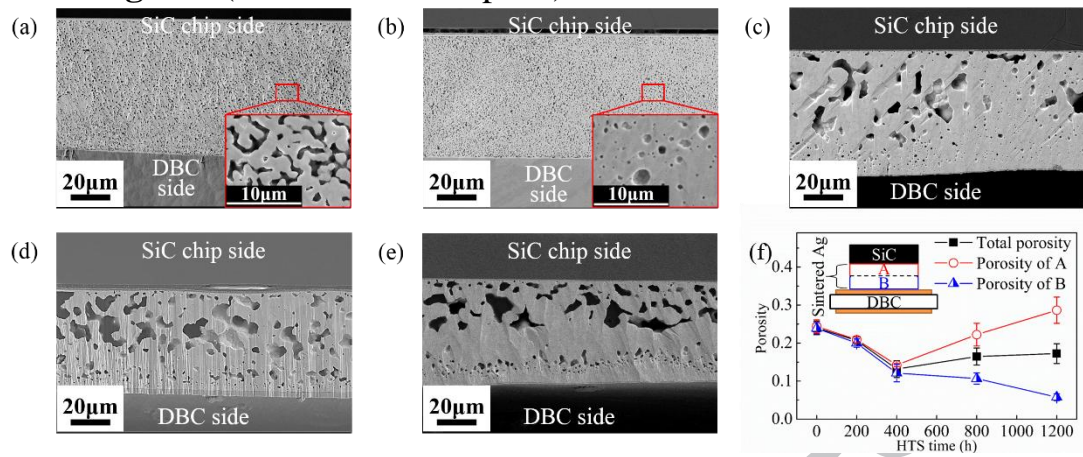 (a)
SiC chip side
20μm
DBC
side
10μm
(b)
SiC chip side
20μm
DBC
side
10μm
(c)
SiC chip side
20μm
DBC side
(d)
SiC chip side
20μm
DBC side
(e)
SiC chip side
20μm
DBC side
(f)
Porosity
0.4
0.3
0.2
0.1
0.0
Sintered Ag
SiC
A
B
DBC
Total porosity
Porosity of A
Porosity of B
0 200 400 600 800 1000 1200
HTS time (h)